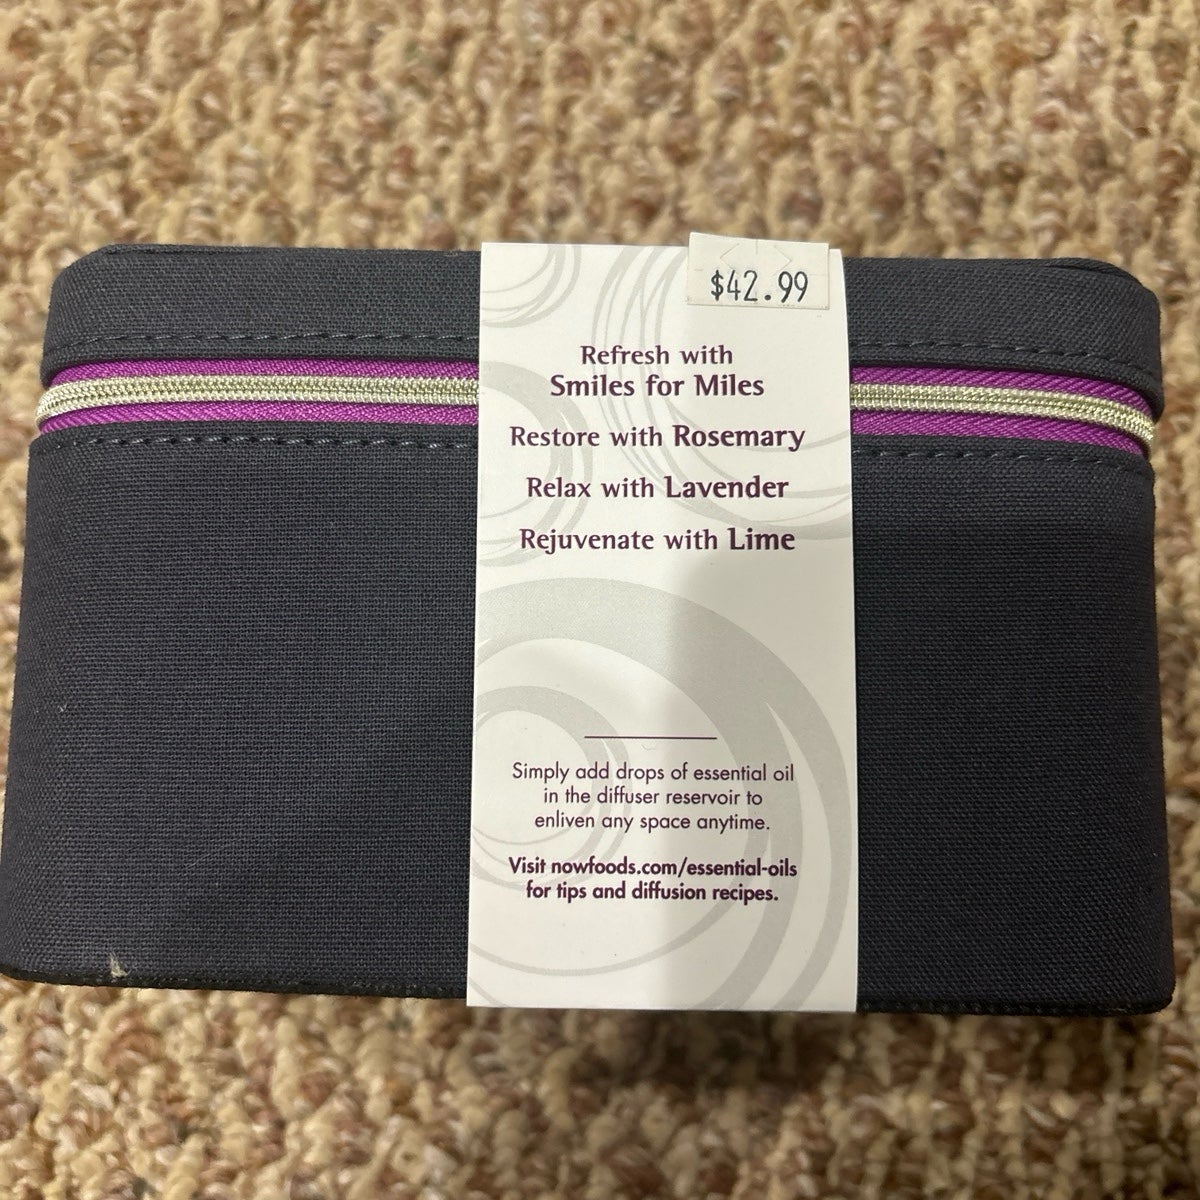 $42.99
Refresh with
Smiles for Miles
Restore with Rosemary
Relax with Lavender
Rejuvenate with Lime
Simply add drops of essential oil
in the diffuser reservoir to
enliven any space anytime.
Visit nowfoods.com/essential-oils
for tips and diffusion recipes.